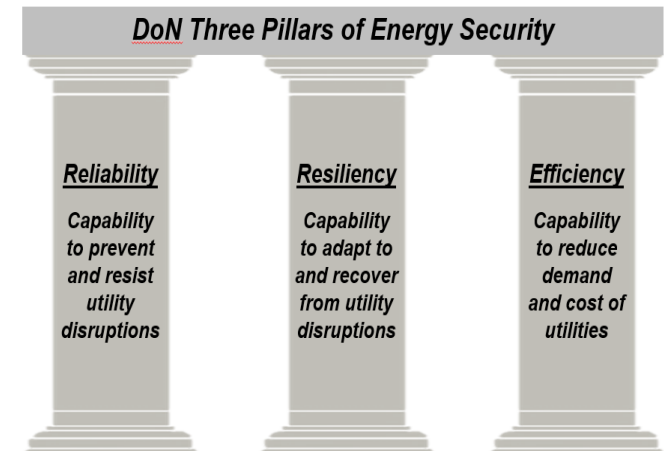 DoN Three Pillars of Energy Security
Reliability
Capability
to prevent
and resist
utility
disruptions
Resiliency
Capability
to adapt to
and recover
from utility
disruptions
Efficiency
Capability
to reduce
demand
and cost of
utilities